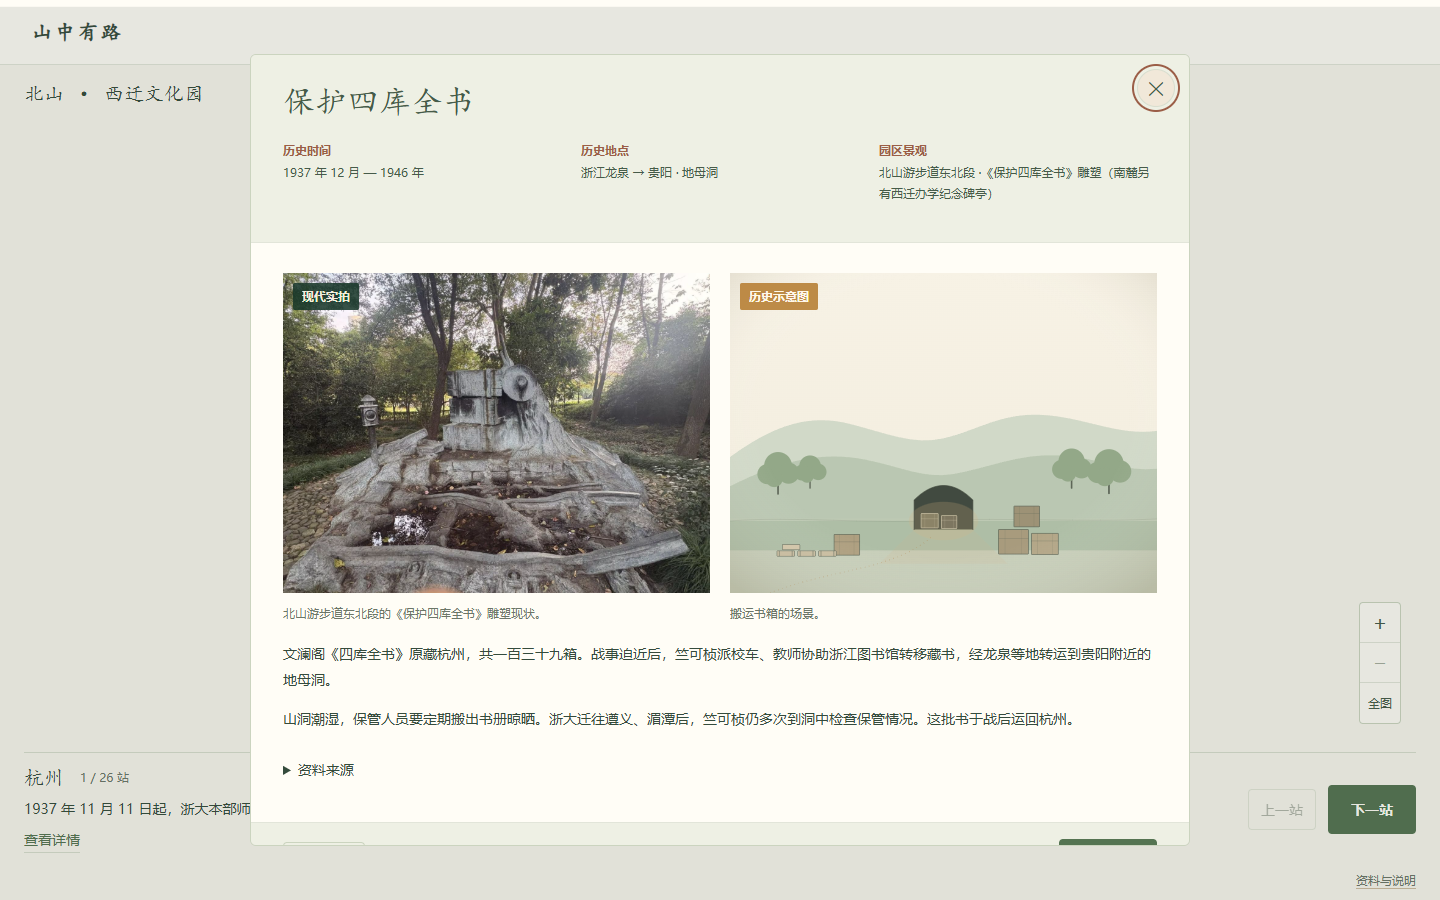 山中有路
北山 • 西迁文化园
保护四库全书
历史时间
1937 年 12 月 — 1946 年
历史地点
浙江龙泉 → 贵阳 · 地母洞
园区景观
北山游步道东北段 ·《保护四库全书》雕塑（南麓另
有西迁办学纪念碑亭）
现代实拍
历史示意图
北山游步道东北段的《保护四库全书》雕塑现状。
搬运书箱的场景。
文澜阁《四库全书》原藏杭州，共一百三十九箱。战事迫近后，竺可桢派校车、教师协助浙江图书馆转移藏书，经龙泉等地转运到贵阳附近的
地母洞。
山洞潮湿，保管人员要定期搬出书册晾晒。浙大迁往遵义、湄潭后，竺可桢仍多次到洞中检查保管情况。这批书于战后运回杭州。
▶ 资料来源
+
−
全图
杭州 1 / 26 站
1937 年 11 月 11 日起，浙大本部师
查看详情
上一站
下一站
资料与说明